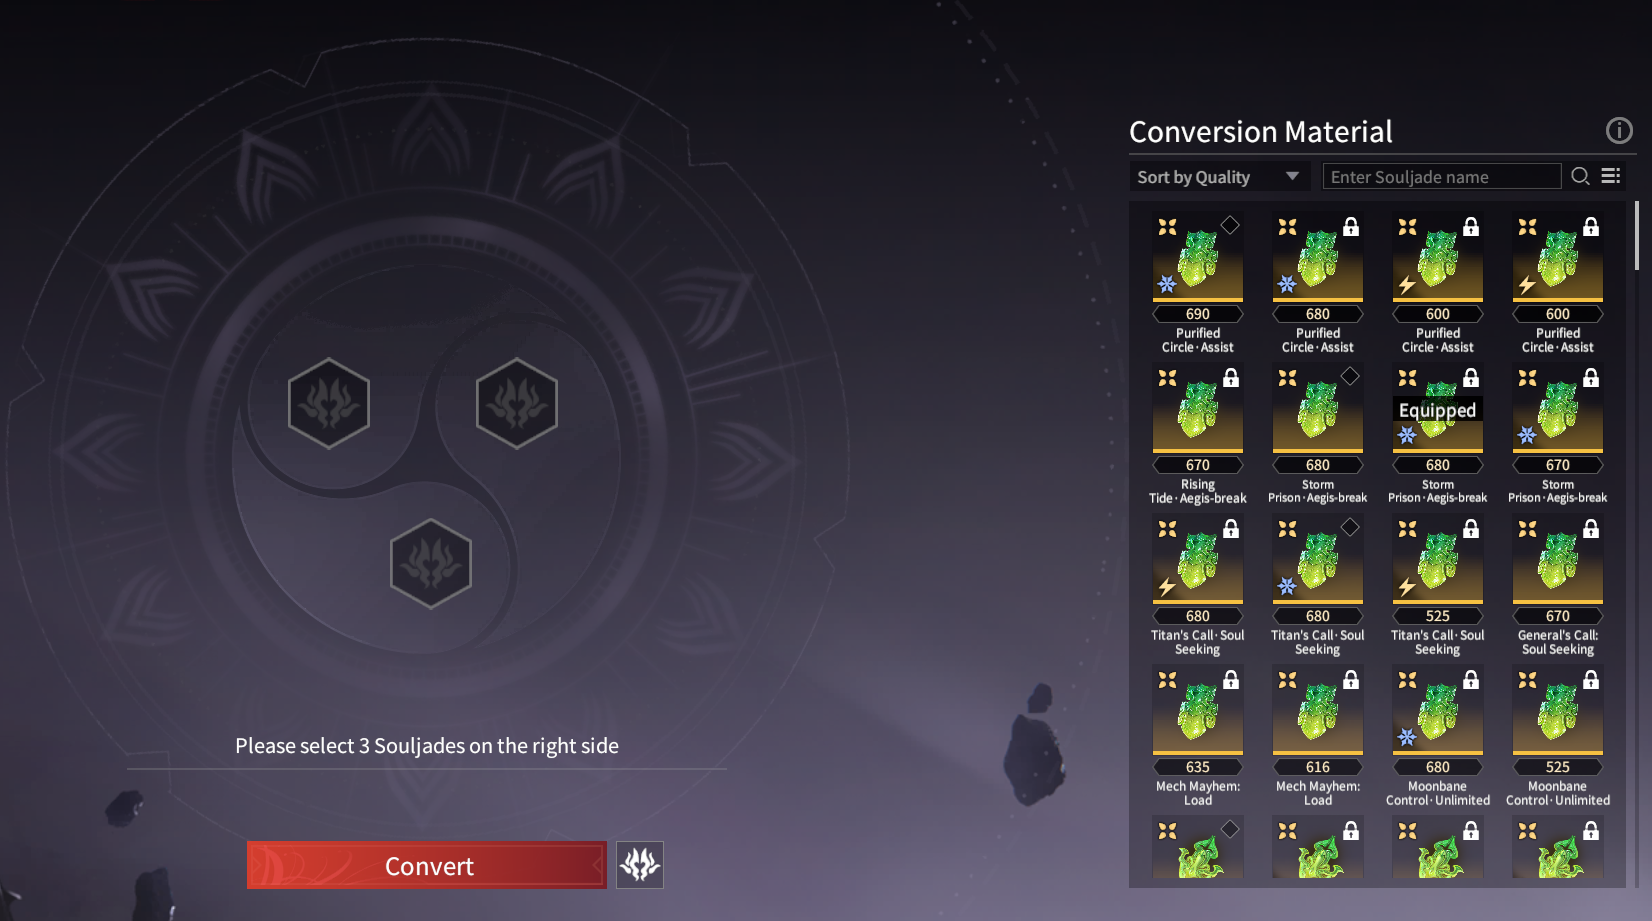 Conversion Material
Sort by Quality
Enter Souljade name
690
680
600
600
Purified
Circle·Assist
Purified
Circle·Assist
Purified
Circle·Assist
Purified
Circle·Assist
Equipped
670
680
680
670
Rising
Tide·Aegis-break
Storm
Prison·Aegis-break
Storm
Prison·Aegis-break
Storm
Prison·Aegis-break
680
680
525
670
Titan's Call·Soul
Seeking
Titan's Call·Soul
Seeking
Titan's Call·Soul
Seeking
General's Call:
Soul Seeking
635
616
680
525
Mech Mayhem:
Load
Mech Mayhem:
Load
Moonbane
Control·Unlimited
Moonbane
Control·Unlimited
Please select 3 Souljades on the right side
Convert